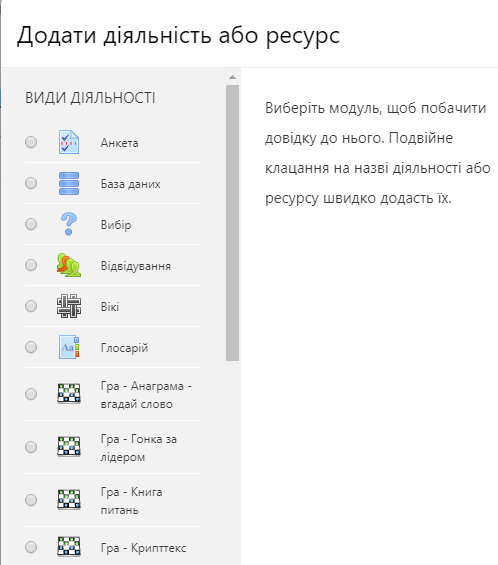 Додати діяльність або ресурс
ВИДИ ДІЯЛЬНОСТІ
Анкета
База даних
Вибір
Відвідування
Вікі
Глосарій
Гра - Анаграма -
вгадай слово
Гра - Гонка за
лідером
Гра - Книга
питань
Гра - Крипттекс
Виберіть модуль, щоб побачити
довідку до нього. Подвійне
клацання на назві діяльності або
ресурсу швидко додасть їх.